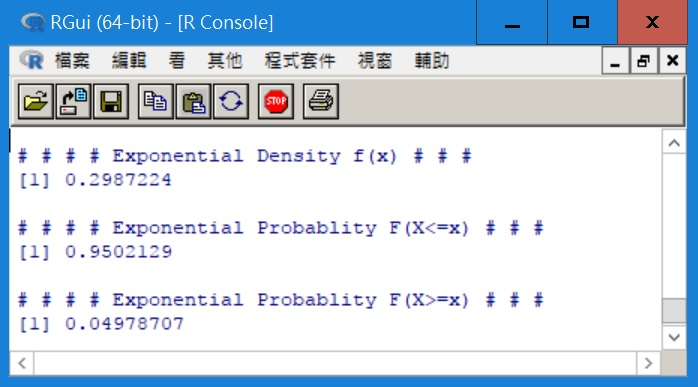 RGui (64-bit) - [R Console]
檔案 編輯 看 其他 程式套件 視窗 輔助
STOP
# # # # Exponential Density f(x) # # #
[1] 0.2987224
# # # # Exponential Probablity F(X<=x) # # #
[1] 0.9502129
# # # # Exponential Probablity F(X>=x) # # #
[1] 0.04978707